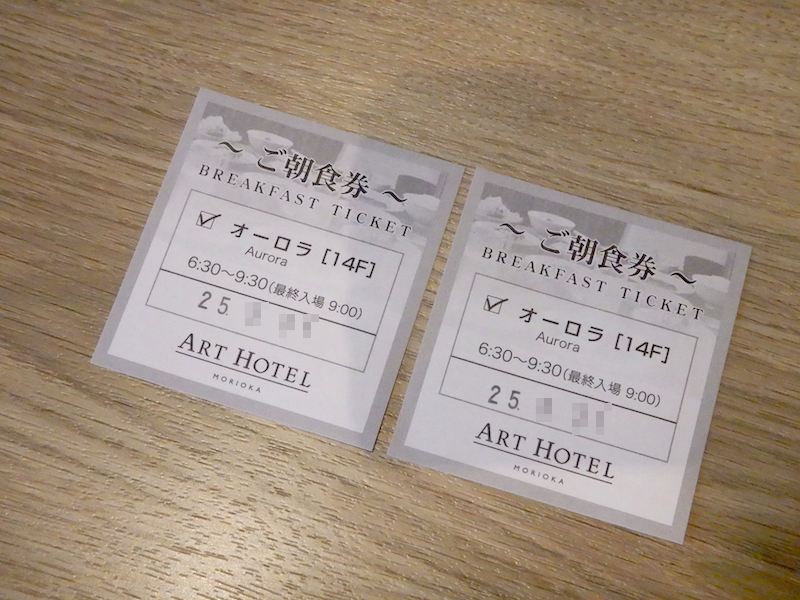 ～ ご朝食券 ～
BREAKFAST TICKET
オーロラ [14F]
Aurora
6:30～9:30(最終入場 9:00)
25.
ART HOTEL
MORIOKA
～ ご朝食券 ～
BREAKFAST TICKET
オーロラ [14F]
Aurora
6:30～9:30(最終入場 9:00)
25.
ART HOTEL
MORIOKA